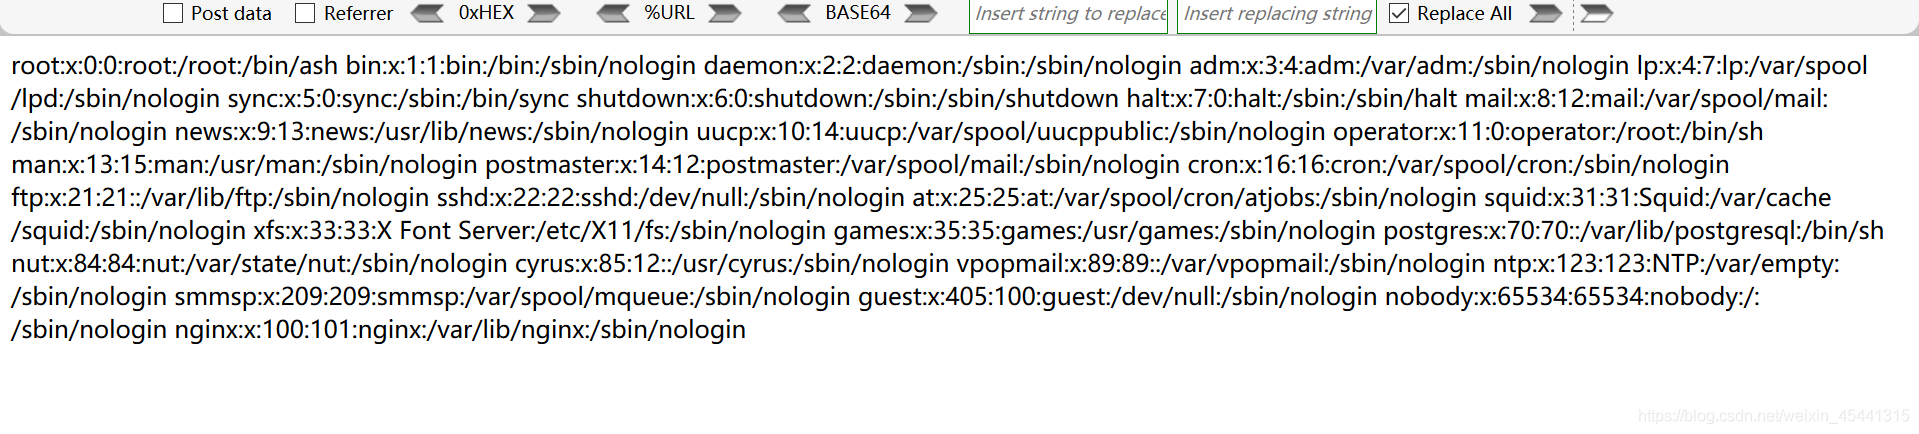 Post data Referrer 0xHEX %URL BASE64 Insert string to replace Insert replacing string Replace All
root:x:0:0:root:/root:/bin/ash bin:x:1:1:bin:/bin:/sbin/nologin daemon:x:2:2:daemon:/sbin:/sbin/nologin adm:x:3:4:adm:/var/adm:/sbin/nologin lp:x:4:7:lp:/var/spool
/lpd:/sbin/nologin sync:x:5:0:sync:/sbin:/bin/sync shutdown:x:6:0:shutdown:/sbin:/sbin/shutdown halt:x:7:0:halt:/sbin:/sbin/halt mail:x:8:12:mail:/var/spool/mail:
/sbin/nologin news:x:9:13:news:/usr/lib/news:/sbin/nologin uucp:x:10:14:uucp:/var/spool/uucppublic:/sbin/nologin operator:x:11:0:operator:/root:/bin/sh
man:x:13:15:man:/usr/man:/sbin/nologin postmaster:x:14:12:postmaster:/var/spool/mail:/sbin/nologin cron:x:16:16:cron:/var/spool/cron:/sbin/nologin
ftp:x:21:21::/var/lib/ftp:/sbin/nologin sshd:x:22:22:sshd:/dev/null:/sbin/nologin at:x:25:25:at:/var/spool/cron/atjobs:/sbin/nologin squid:x:31:31:Squid:/var/cache
/squid:/sbin/nologin xfs:x:33:33:X Font Server:/etc/X11/fs:/sbin/nologin games:x:35:35:games:/usr/games:/sbin/nologin postgres:x:70:70::/var/lib/postgresql:/bin/sh
nut:x:84:84:nut:/var/state/nut:/sbin/nologin cyrus:x:85:12::/usr/cyrus:/sbin/nologin vpopmail:x:89:89::/var/vpopmail:/sbin/nologin ntp:x:123:123:NTP:/var/empty:
/sbin/nologin smmsp:x:209:209:smmsp:/var/spool/mqueue:/sbin/nologin guest:x:405:100:guest:/dev/null:/sbin/nologin nobody:x:65534:65534:nobody:/:
/sbin/nologin nginx:x:100:101:nginx:/var/lib/nginx:/sbin/nologin
https://blog.csdn.net/weixin_45441315